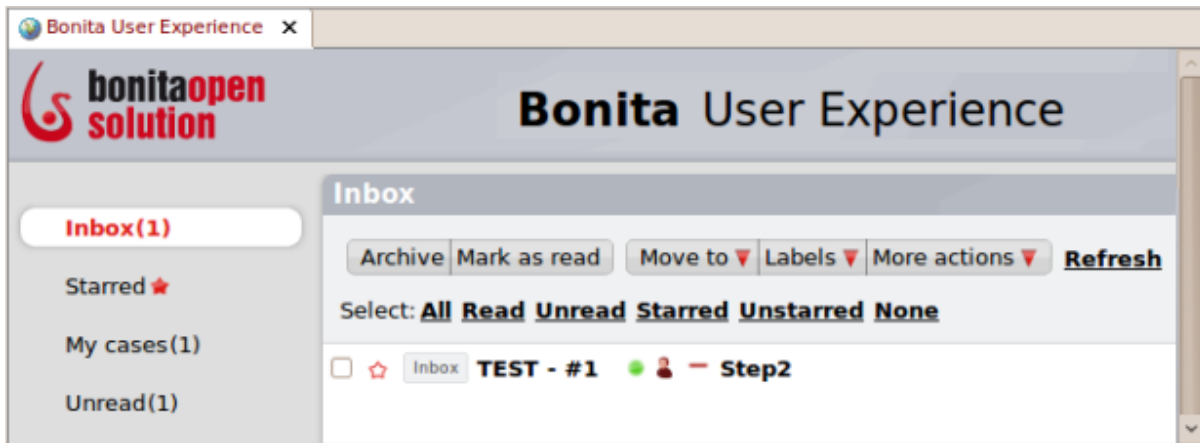 Bonita User Experience
bonitaopen
solution
Bonita User Experience
Inbox
Inbox(1)
Archive Mark as read Move to Labels More actions Refresh
Starred
Select: All Read Unread Starred Unstarred None
My cases(1)
Inbox TEST - #1 Step2
Unread(1)